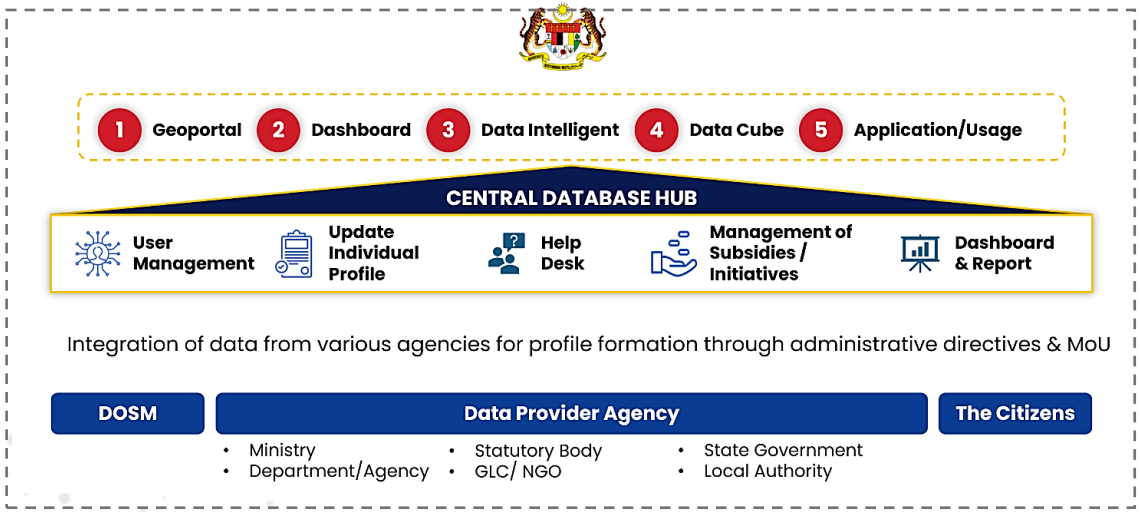 1 Geoportal 2 Dashboard 3 Data Intelligent 4 Data Cube 5 Application/Usage
CENTRAL DATABASE HUB
User
Management
Update
Individual
Profile
?
Help
Desk
Management of
Subsidies /
Initiatives
Dashboard
& Report
Integration of data from various agencies for profile formation through administrative directives & MoU
DOSM
Data Provider Agency
The Citizens
• Ministry
• Department/Agency
• Statutory Body
• GLC/ NGO
• State Government
• Local Authority